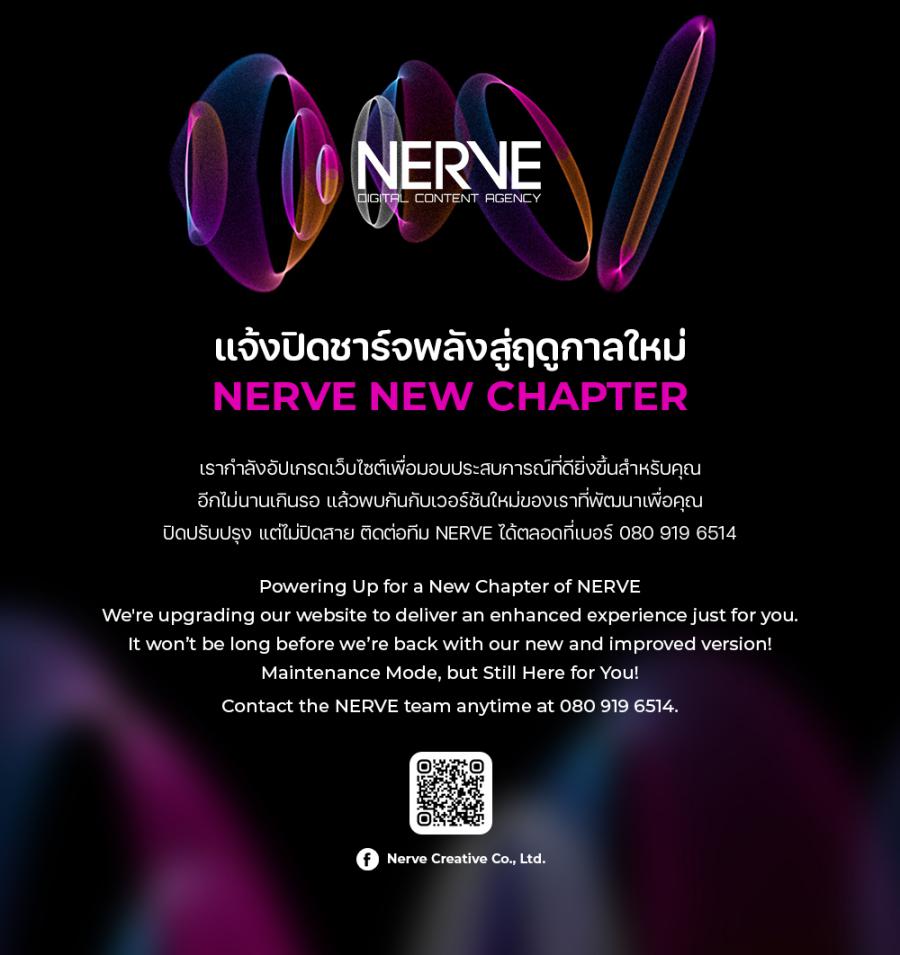 NERVE
DIGITAL CONTENT AGENCY
แจ้งปิดชาร์จพลังสู่ฤดูกาลใหม่
NERVE NEW CHAPTER
เรากำลังอัปเกรดเว็บไซต์เพื่อมอบประสบการณ์ที่ดียิ่งขึ้นสำหรับคุณ
อีกไม่นานเกินรอ แล้วพบกันกับเวอร์ชันใหม่ของเราที่พัฒนาเพื่อคุณ
ปิดปรับปรุง แต่ไม่ปิดสาย ติดต่อทีม NERVE ได้ตลอดที่เบอร์ 080 919 6514
Powering Up for a New Chapter of NERVE
We're upgrading our website to deliver an enhanced experience just for you.
It won’t be long before we’re back with our new and improved version!
Maintenance Mode, but Still Here for You!
Contact the NERVE team anytime at 080 919 6514.
Nerve Creative Co., Ltd.